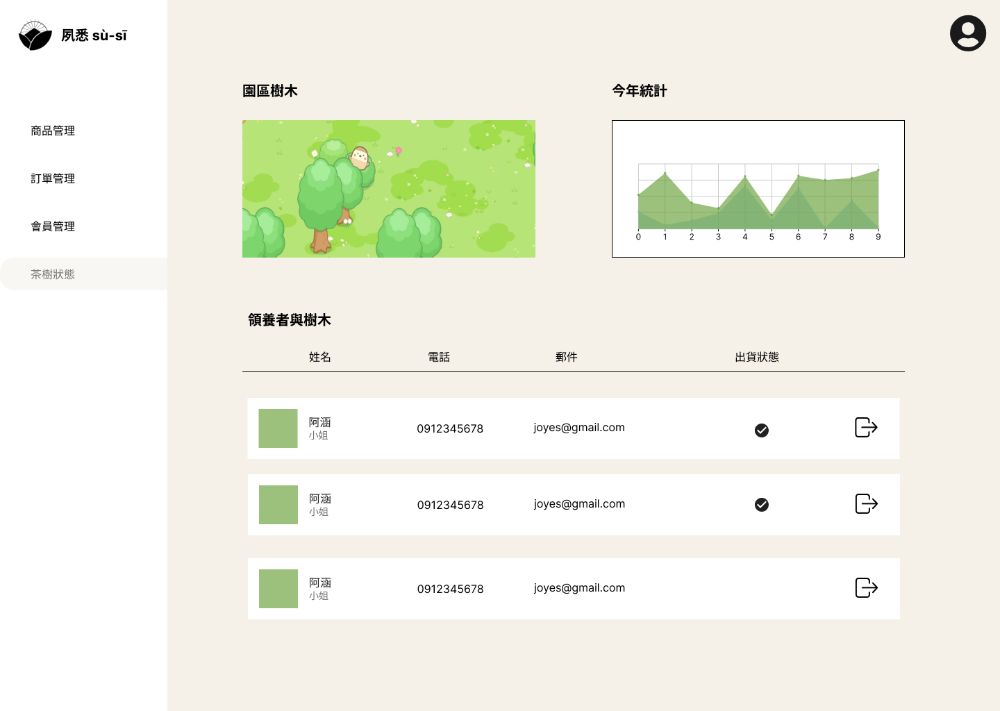 夙悉 sù-sī
商品管理
訂單管理
會員管理
茶樹狀態
園區樹木
今年統計
0 1 2 3 4 5 6 7 8 9
領養者與樹木
姓名 電話 郵件 出貨狀態
阿涵
小姐
0912345678
joyes@gmail.com
阿涵
小姐
0912345678
joyes@gmail.com
阿涵
小姐
0912345678
joyes@gmail.com